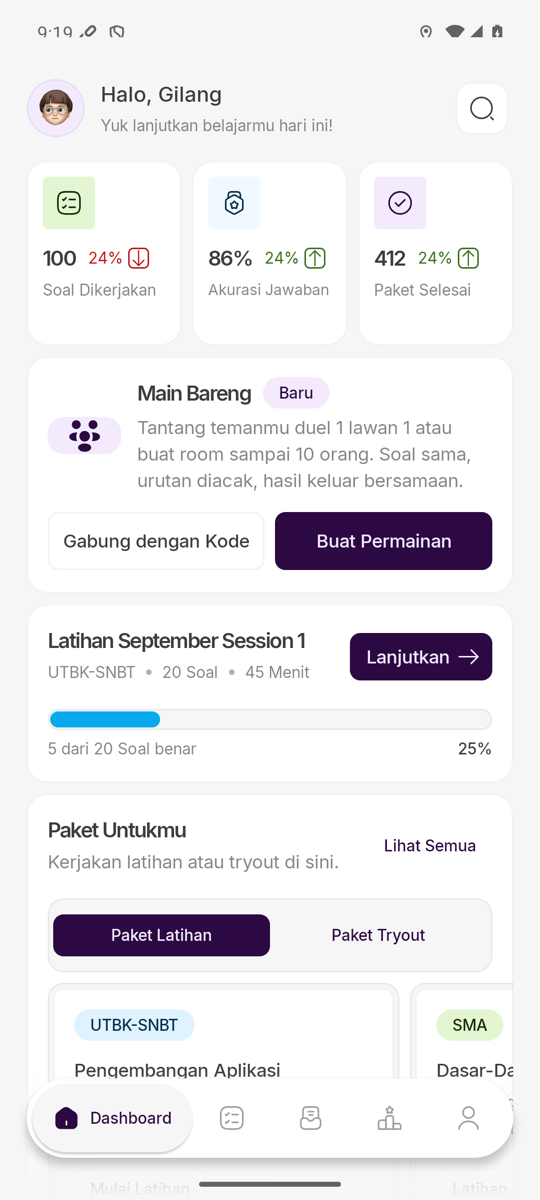 9:19
Halo, Gilang
Yuk lanjutkan belajarmu hari ini!
100 24%
Soal Dikerjakan
86% 24%
Akurasi Jawaban
412 24%
Paket Selesai
Main Bareng Baru
Tantang temanmu duel 1 lawan 1 atau
buat room sampai 10 orang. Soal sama,
urutan diacak, hasil keluar bersamaan.
Gabung dengan Kode Buat Permainan
Latihan September Session 1
UTBK-SNBT • 20 Soal • 45 Menit
Lanjutkan
5 dari 20 Soal benar 25%
Paket Untukmu
Kerjakan latihan atau tryout di sini.
Lihat Semua
Paket Latihan Paket Tryout
UTBK-SNBT SMA
Pengembangan Aplikasi Dasar-Da
Dashboard
Mulai Latihan Latihan